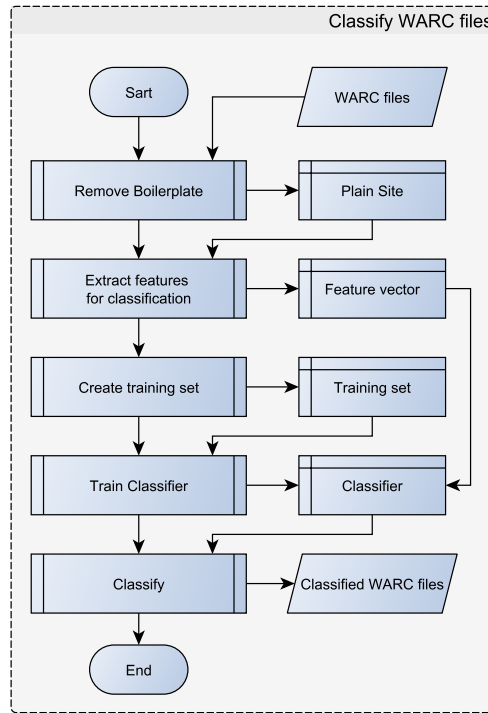 Classify WARC files
Sart
WARC files
Remove Boilerplate
Plain Site
Extract features
for classification
Feature vector
Create training set
Training set
Train Classifier
Classifier
Classify
Classified WARC files
End